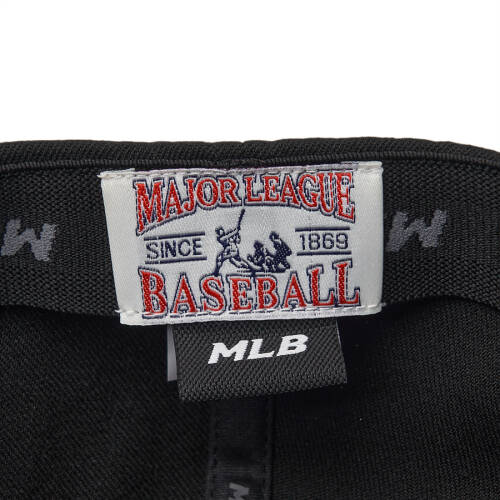 MAJOR LEAGUE
SINCE 1869
BASEBALL
MLB
M M
M